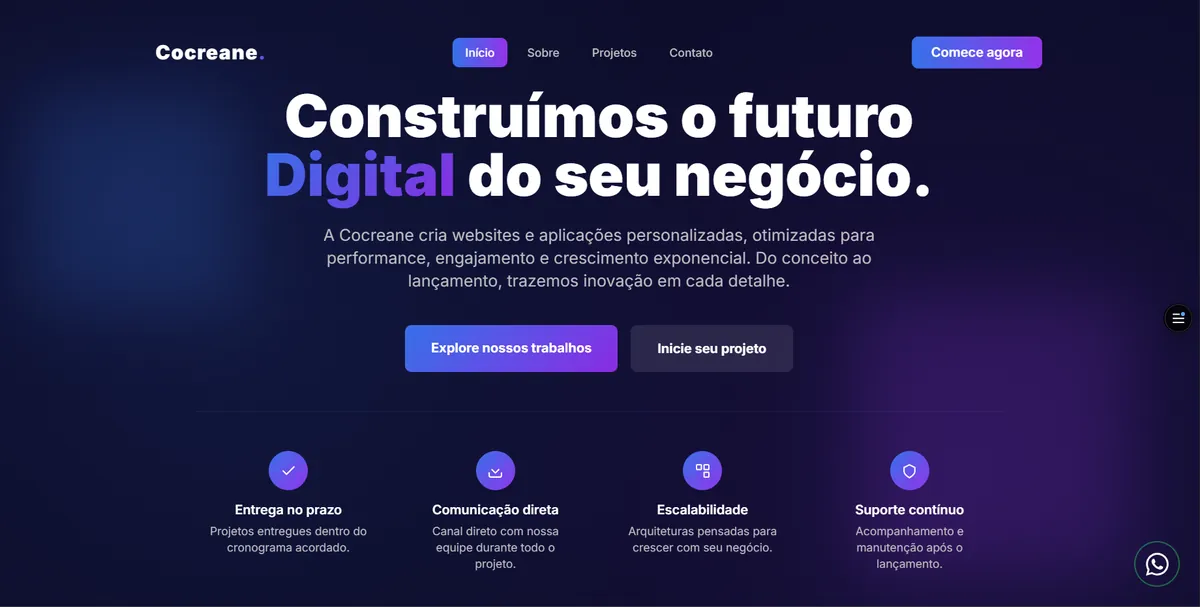 Cocreane.
Início
Sobre
Projetos
Contato
Comece agora
Construímos o futuro
Digital do seu negócio.
A Cocreane cria websites e aplicações personalizadas, otimizadas para
performance, engajamento e crescimento exponencial. Do conceito ao
lançamento, trazemos inovação em cada detalhe.
Explore nossos trabalhos
Inicie seu projeto
Entrega no prazo
Projetos entregues dentro do
cronograma acordado.
Comunicação direta
Canal direto com nossa
equipe durante todo o
projeto.
Escalabilidade
Arquiteturas pensadas para
crescer com seu negócio.
Suporte contínuo
Acompanhamento e
manutenção após o
lançamento.